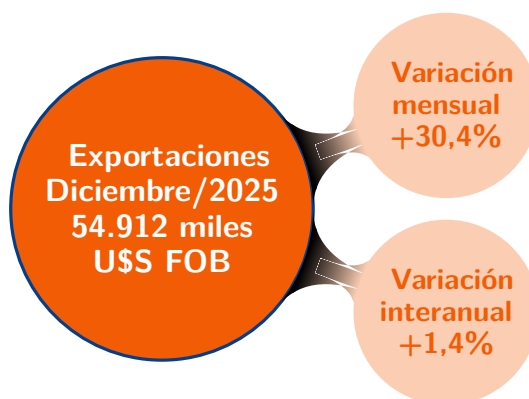 Exportaciones
Diciembre/2025
54.912 miles
U$S FOB
Variación
mensual
+30,4%
Variación
interanual
+1,4%